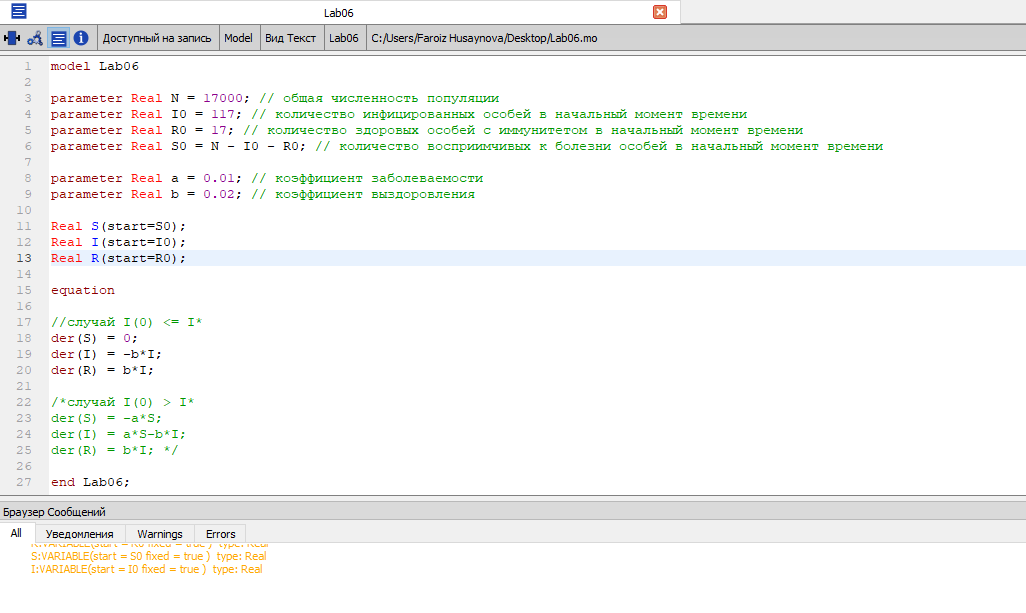 Lab06
Доступный на запись Model Вид Текст Lab06 C:/Users/Faroiz Husaynova/Desktop/Lab06.mo
1 model Lab06
2
3 parameter Real N = 17000; // общая численность популяции
4 parameter Real I0 = 117; // количество инфицированных особей в начальный момент времени
5 parameter Real R0 = 17; // количество здоровых особей с иммунитетом в начальный момент времени
6 parameter Real S0 = N - I0 - R0; // количество восприимчивых к болезни особей в начальный момент времени
7
8 parameter Real a = 0.01; // коэффициент заболеваемости
9 parameter Real b = 0.02; // коэффициент выздоровления
10
11 Real S(start=S0);
12 Real I(start=I0);
13 Real R(start=R0);
14
15 equation
16
17 //случай I(0) <= I*
18 der(S) = 0;
19 der(I) = -b*I;
20 der(R) = b*I;
21
22 /*случай I(0) > I*
23 der(S) = -a*S;
24 der(I) = a*S-b*I;
25 der(R) = b*I; */
26
27 end Lab06;
Браузер Сообщений
All Уведомления Warnings Errors
R:VARIABLE(start = R0 fixed = true ) type: Real
S:VARIABLE(start = S0 fixed = true ) type: Real
I:VARIABLE(start = I0 fixed = true ) type: Real